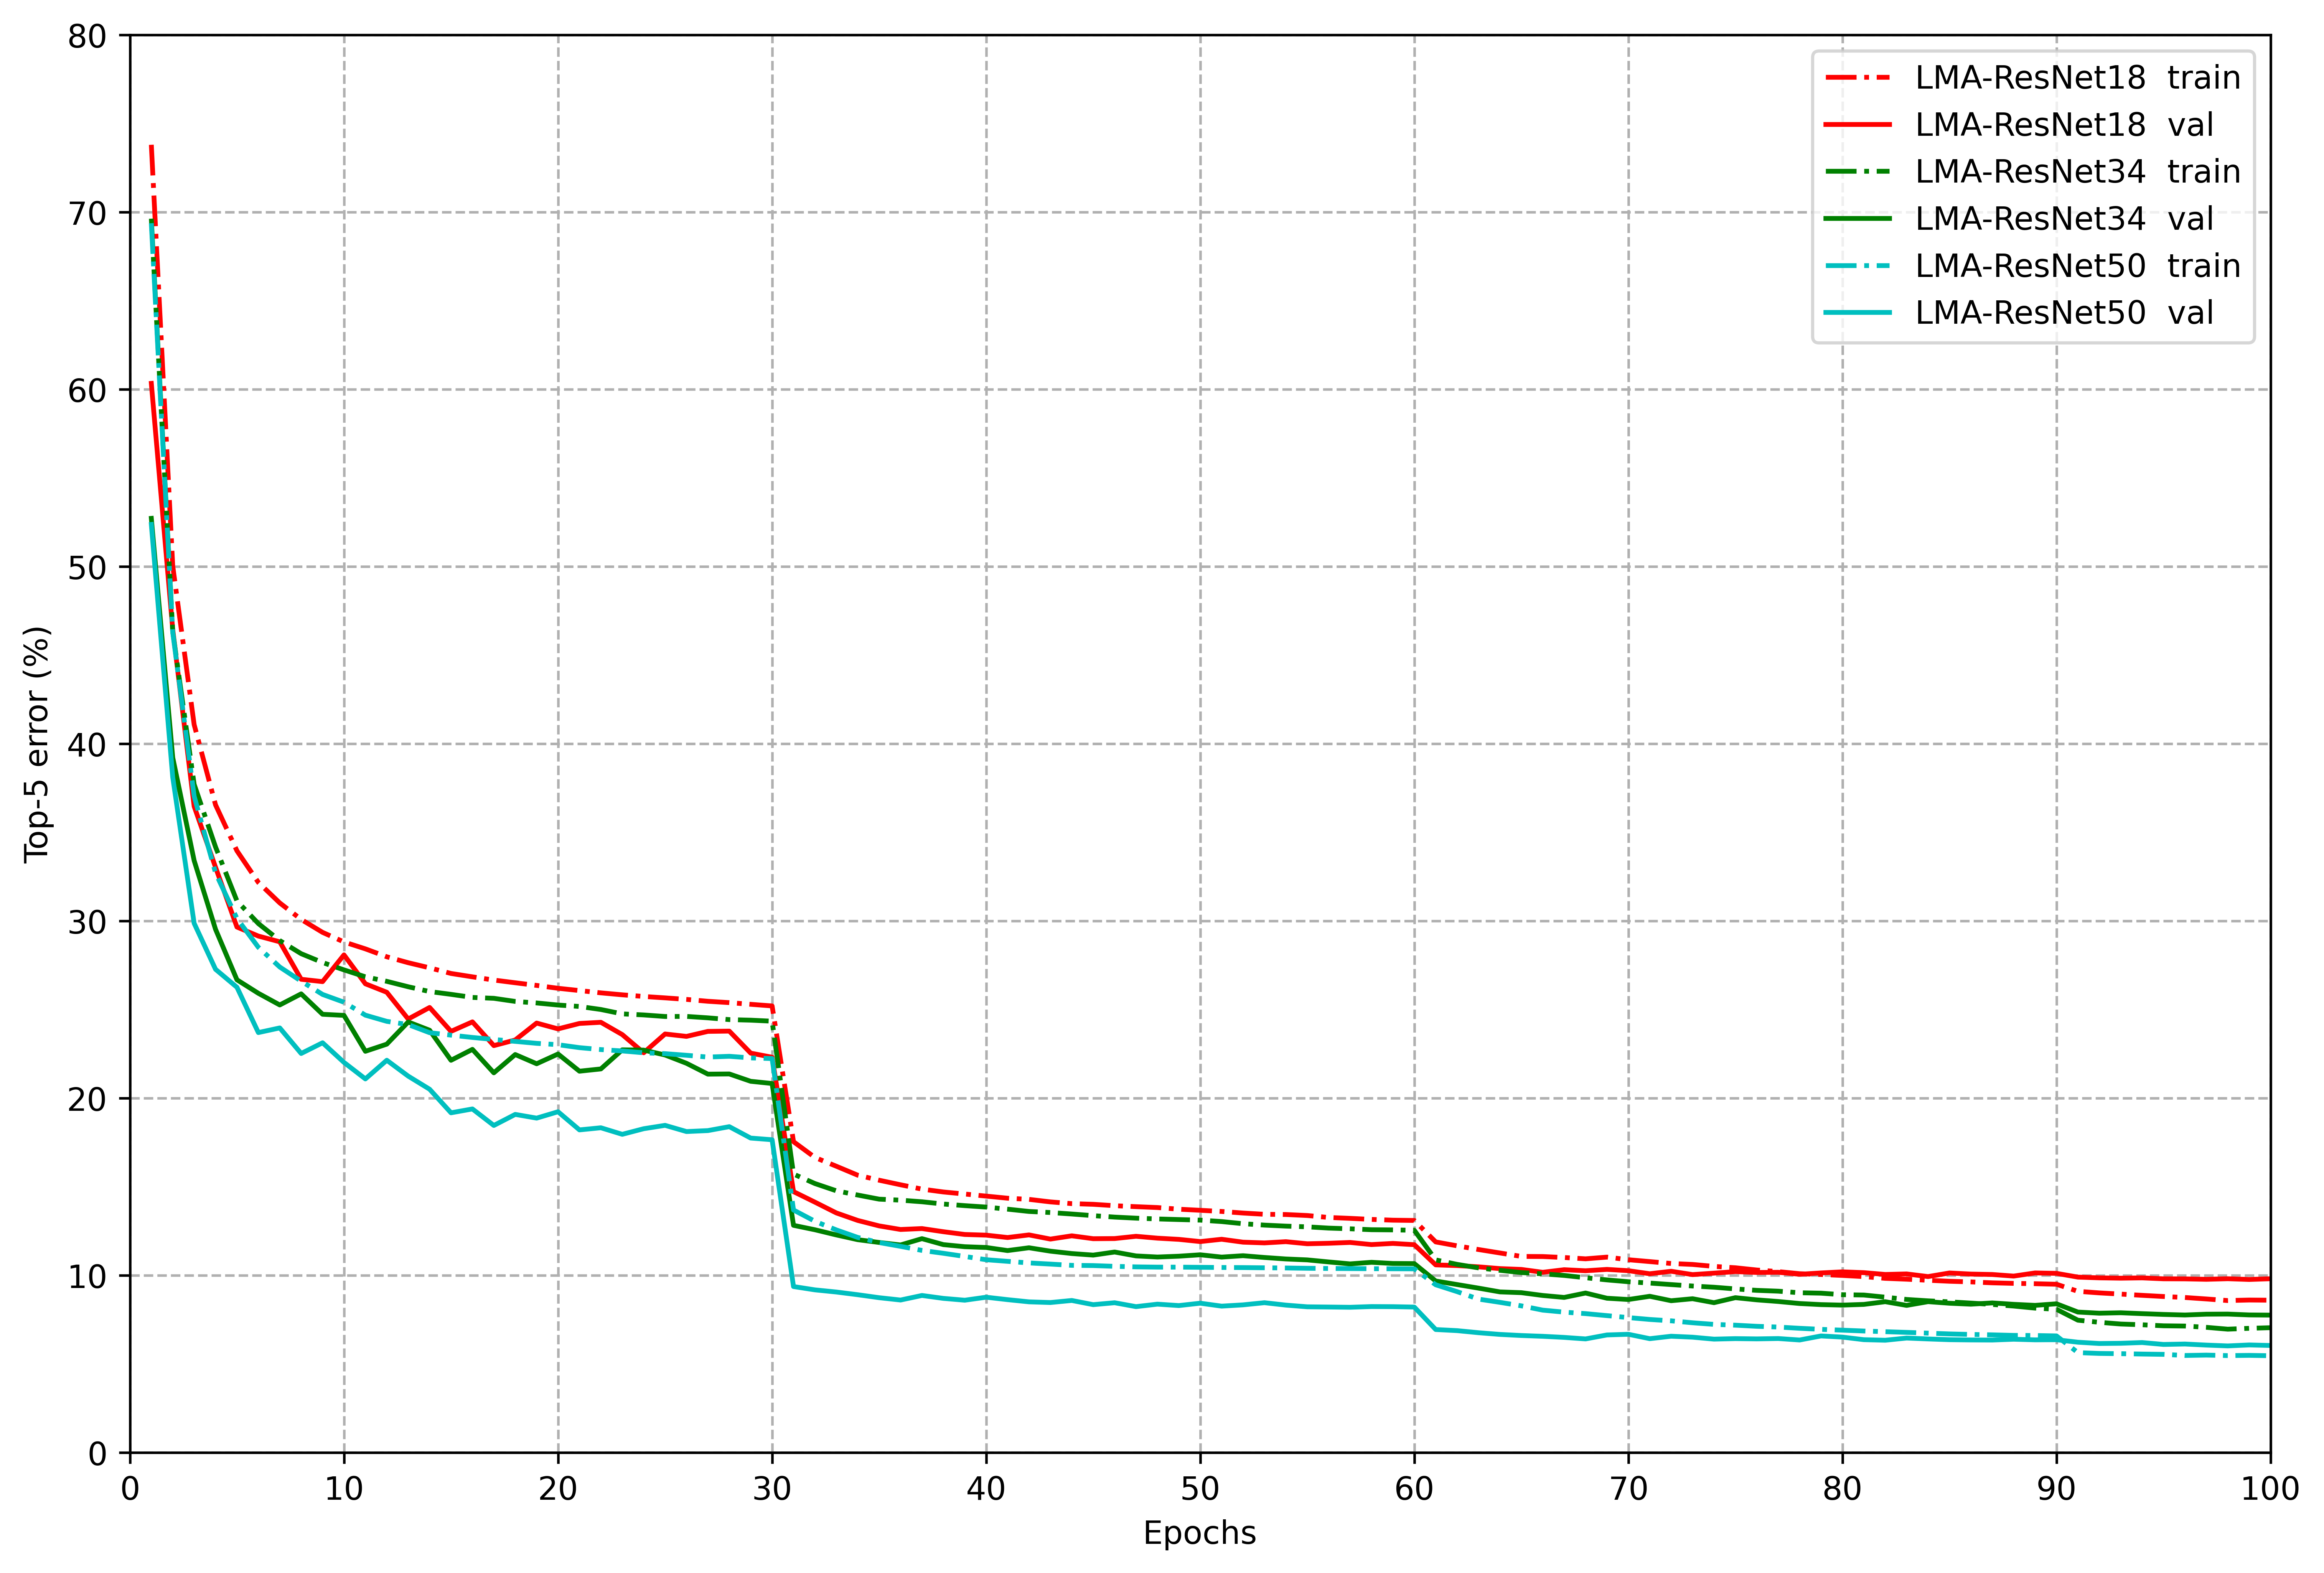 80
70
60
50
40
30
20
10
0
Top-5 error (%)
LMA-ResNet18  train
LMA-ResNet18  val
LMA-ResNet34  train
LMA-ResNet34  val
LMA-ResNet50  train
LMA-ResNet50  val
0 10 20 30 40 50 60 70 80 90 100
Epochs